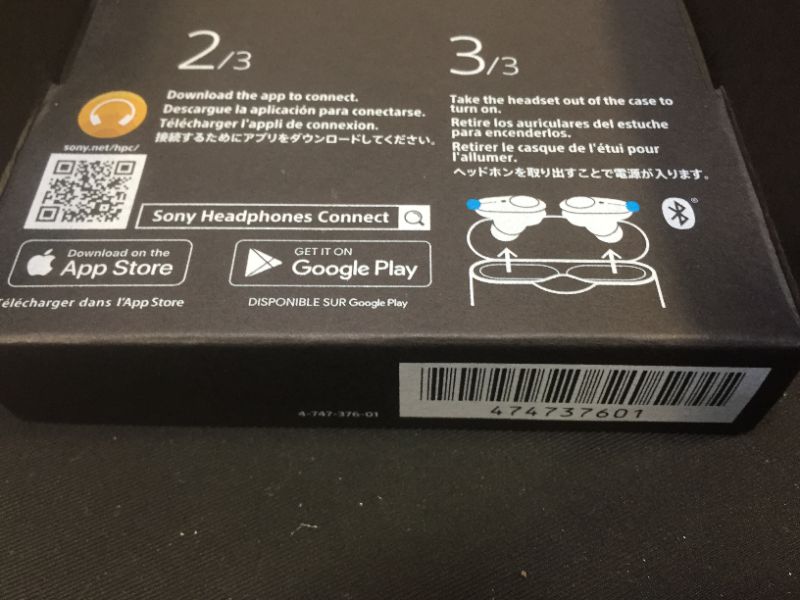 2/3
Download the app to connect.
Descargue la aplicación para conectarse.
Télécharger l'appli de connexion.
接続するためにアプリをダウンロードしてください。
sony.net/hpc/
Sony Headphones Connect
Download on the
App Store
Télécharger dans l'App Store
GET IT ON
Google Play
DISPONIBLE SUR Google Play
3/3
Take the headset out of the case to
turn on.
Retire los auriculares del estuche
para encenderlos.
Retirer le casque de l'étui pour
l'allumer.
ヘッドホンを取り出すことで電源が入ります。
4-747-376-01
474737601